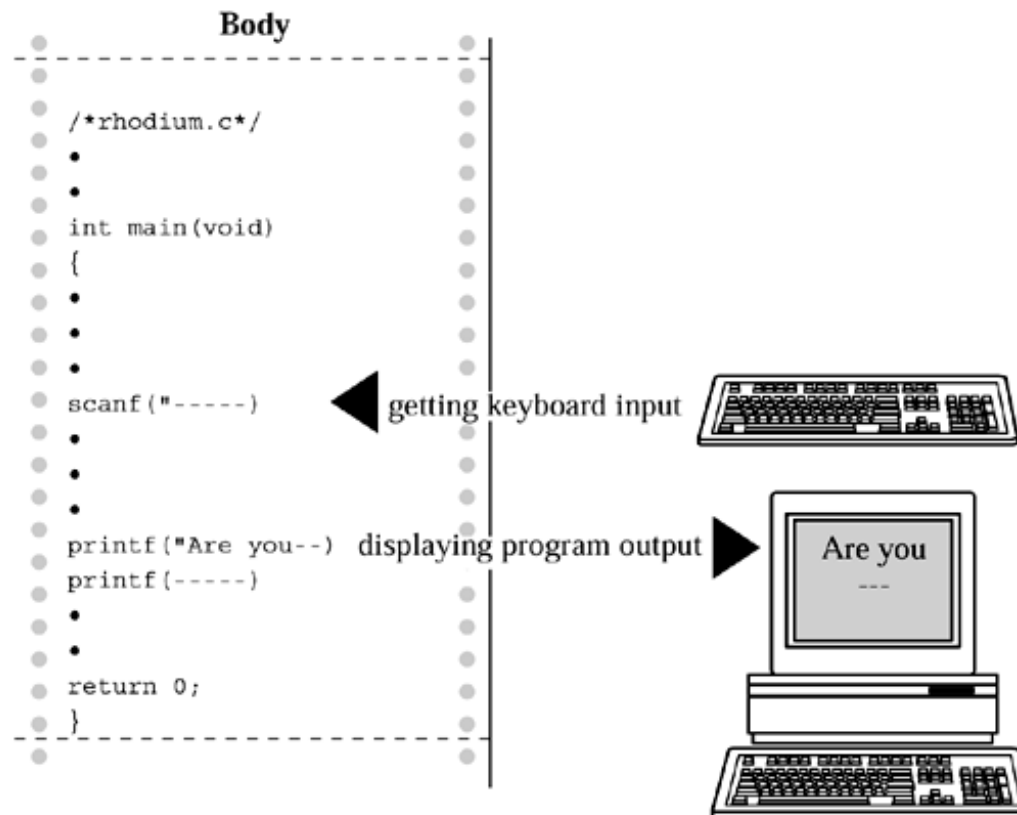 Body
/*rhodium.c*/
•
•
int main(void)
{
•
•
•
scanf("-----)
getting keyboard input
•
•
•
printf("Are you--)
displaying program output
Are you
---
printf(-----)
•
•
return 0;
}